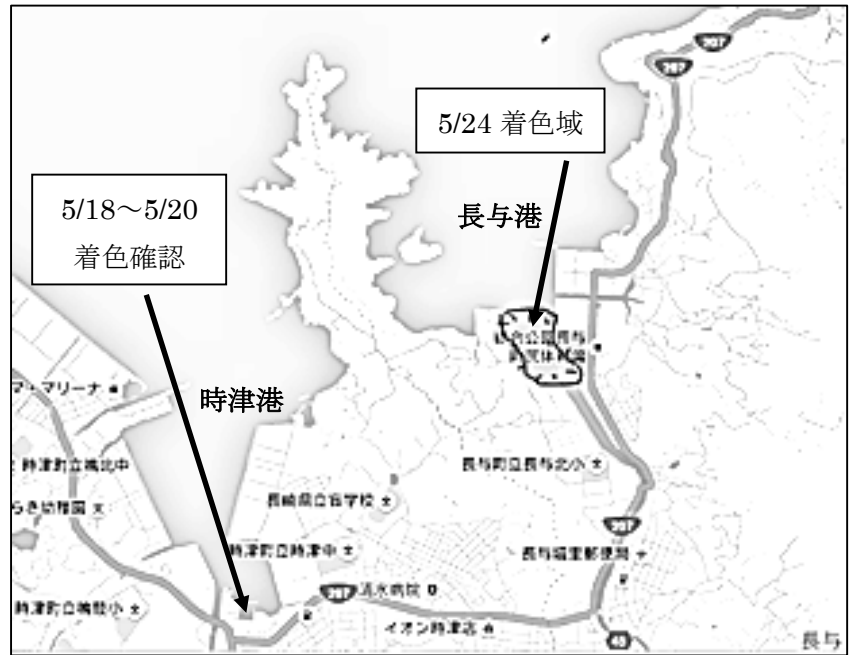 207
207
5/24 着色域
5/18～5/20
着色確認
長与港
時津港
マ・マリーナ
時津町立鳴北中
らき幼稚園
長崎県立盲学校
長与町立長与北小
時津町立時津中
207
長与堀里郵便局
時津町立鳴鼓小
207
清水病院
イオン時津店
長与